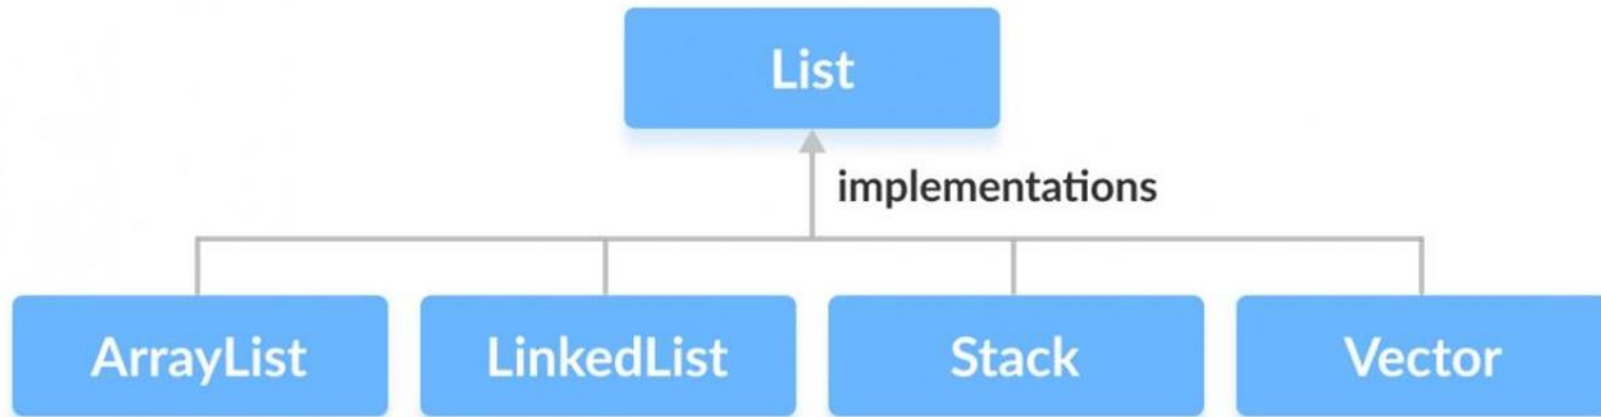 List
implementations
ArrayList
LinkedList
Stack
Vector